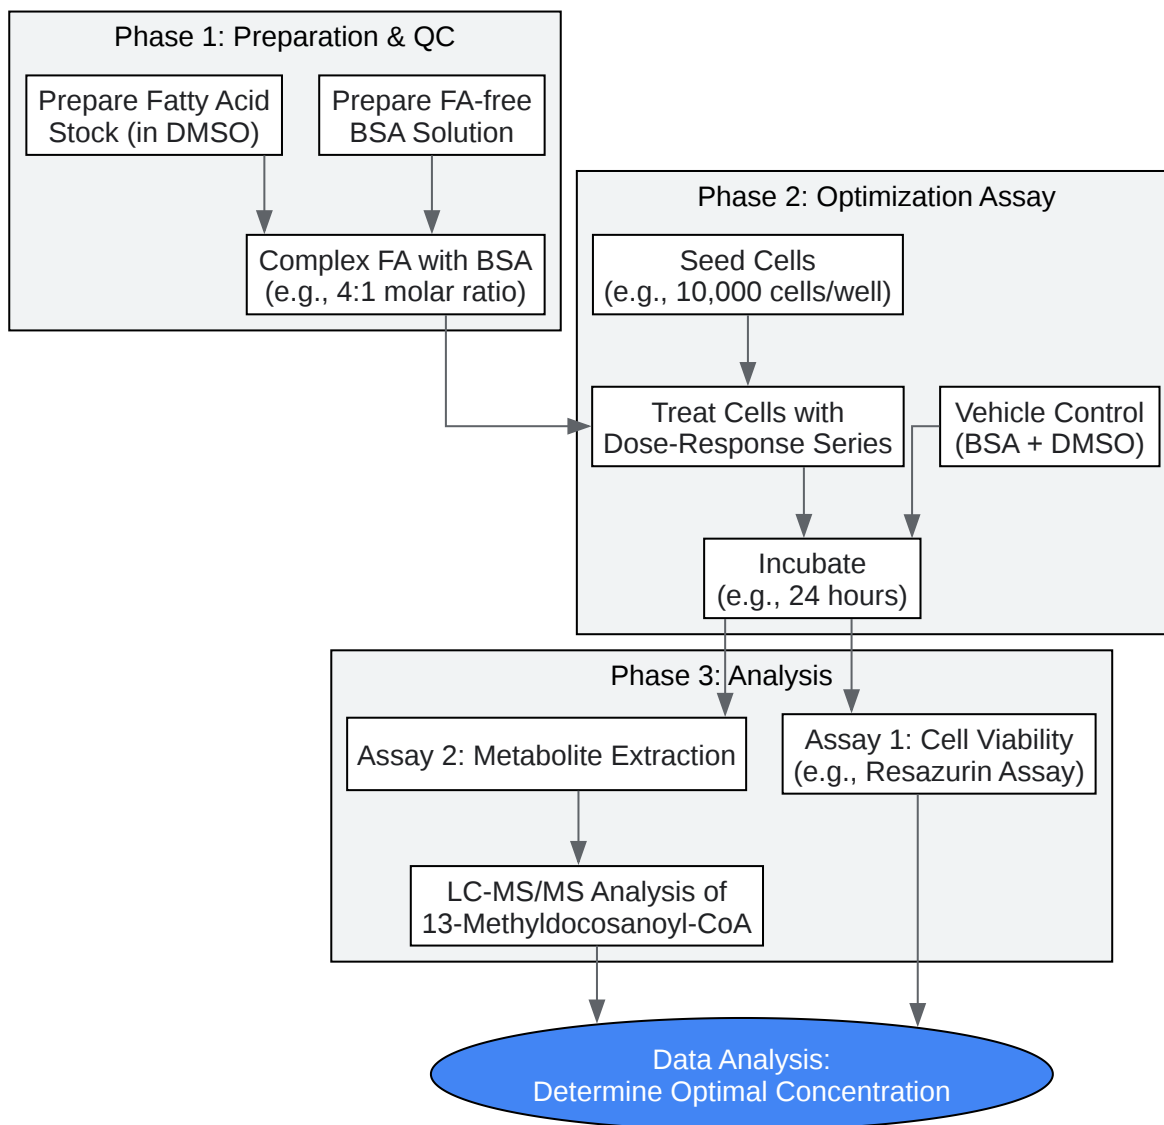 Phase 1: Preparation & QC
Prepare Fatty Acid
Stock (in DMSO)
Prepare FA-free
BSA Solution
Complex FA with BSA
(e.g., 4:1 molar ratio)
Phase 2: Optimization Assay
Seed Cells
(e.g., 10,000 cells/well)
Treat Cells with
Dose-Response Series
Vehicle Control
(BSA + DMSO)
Incubate
(e.g., 24 hours)
Phase 3: Analysis
Assay 2: Metabolite Extraction
Assay 1: Cell Viability
(e.g., Resazurin Assay)
LC-MS/MS Analysis of
13-Methyldocosanoyl-CoA
Data Analysis:
Determine Optimal Concentration